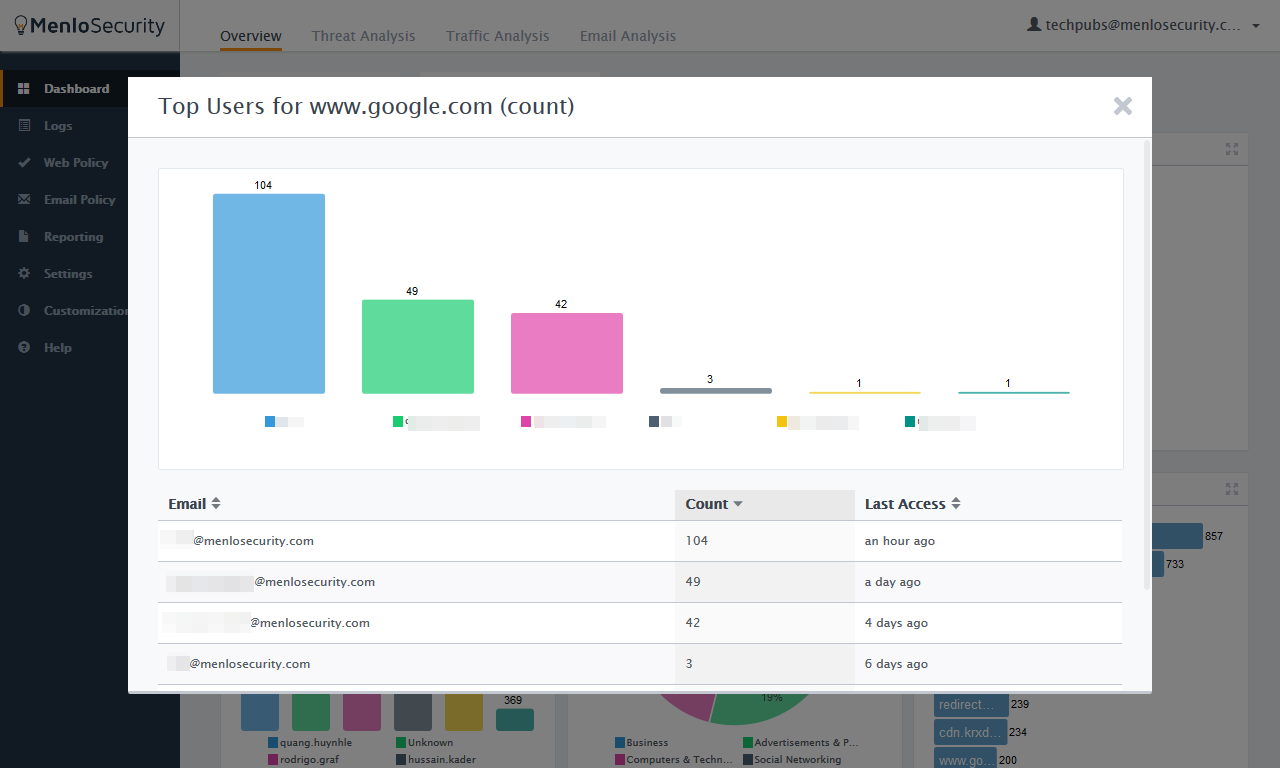 MenloSecurity
Overview Threat Analysis Traffic Analysis Email Analysis
techpubs@menlosecurity.c...
Dashboard
Logs
Web Policy
Email Policy
Reporting
Settings
Customization
Help
Top Users for www.google.com (count)
104
49
42
3
1
1
Email Count Last Access
@menlosecurity.com 104 an hour ago
@menlosecurity.com 49 a day ago
@menlosecurity.com 42 4 days ago
@menlosecurity.com 3 6 days ago
857
733
369
19%
redirect... 239
cdn.krxd... 234
www.go... 200
quang.huynhle Unknown
rodrigo.graf hussain.kader
Business Advertisements & P...
Computers & Techn... Social Networking